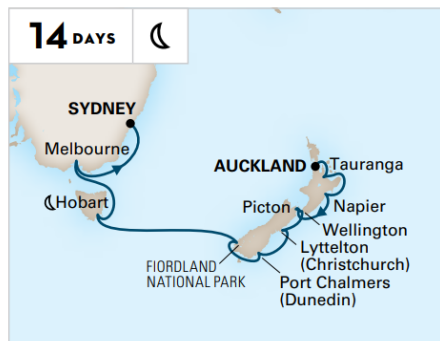 14 DAYS
SYDNEY
Melbourne
AUCKLAND
Tauranga
Hobart
Picton
Napier
Wellington
Lyttelton
(Christchurch)
FIORDLAND
NATIONAL PARK
Port Chalmers
(Dunedin)